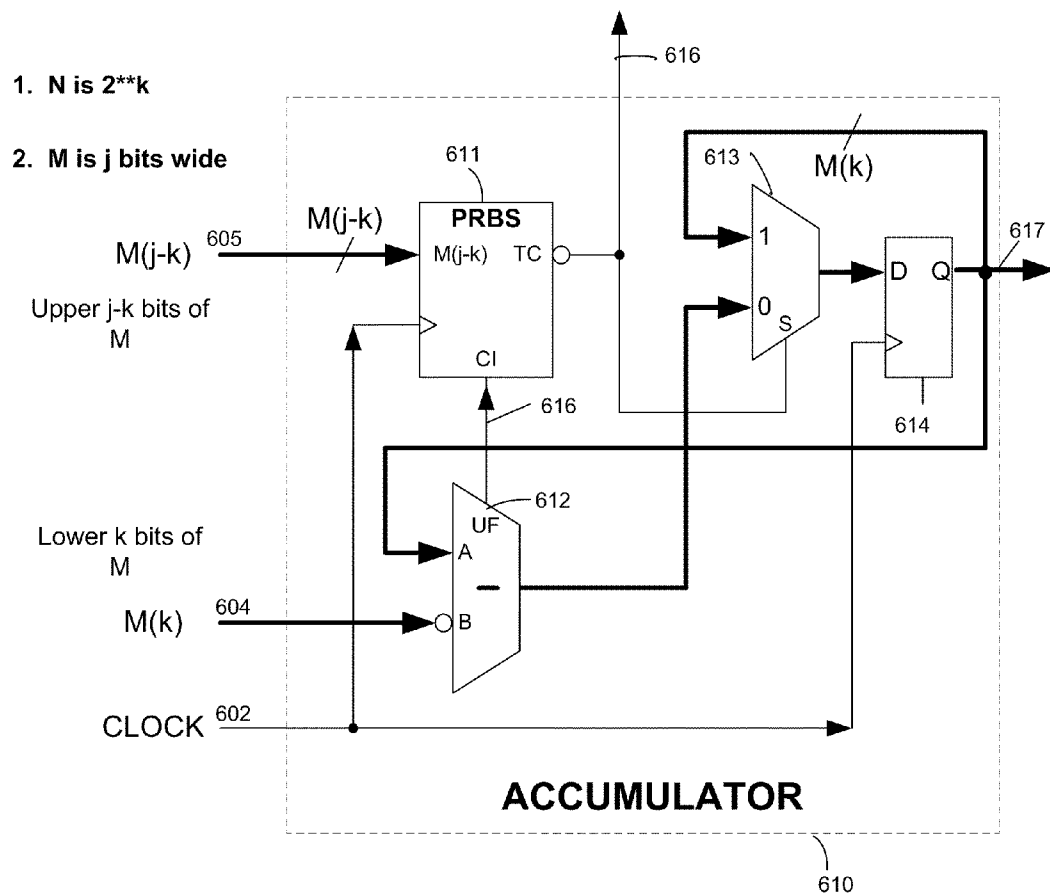 616
1. N is 2**k
2. M is j bits wide
611
613
M(k)
M(j-k)
605
M(j-k)
PRBS
M(j-k)
TC
CI
1
0
S
D
Q
617
Upper j-k bits of
M
616
614
612
UF
A
B
Lower k bits of
M
M(k)
604
CLOCK
602
ACCUMULATOR
610